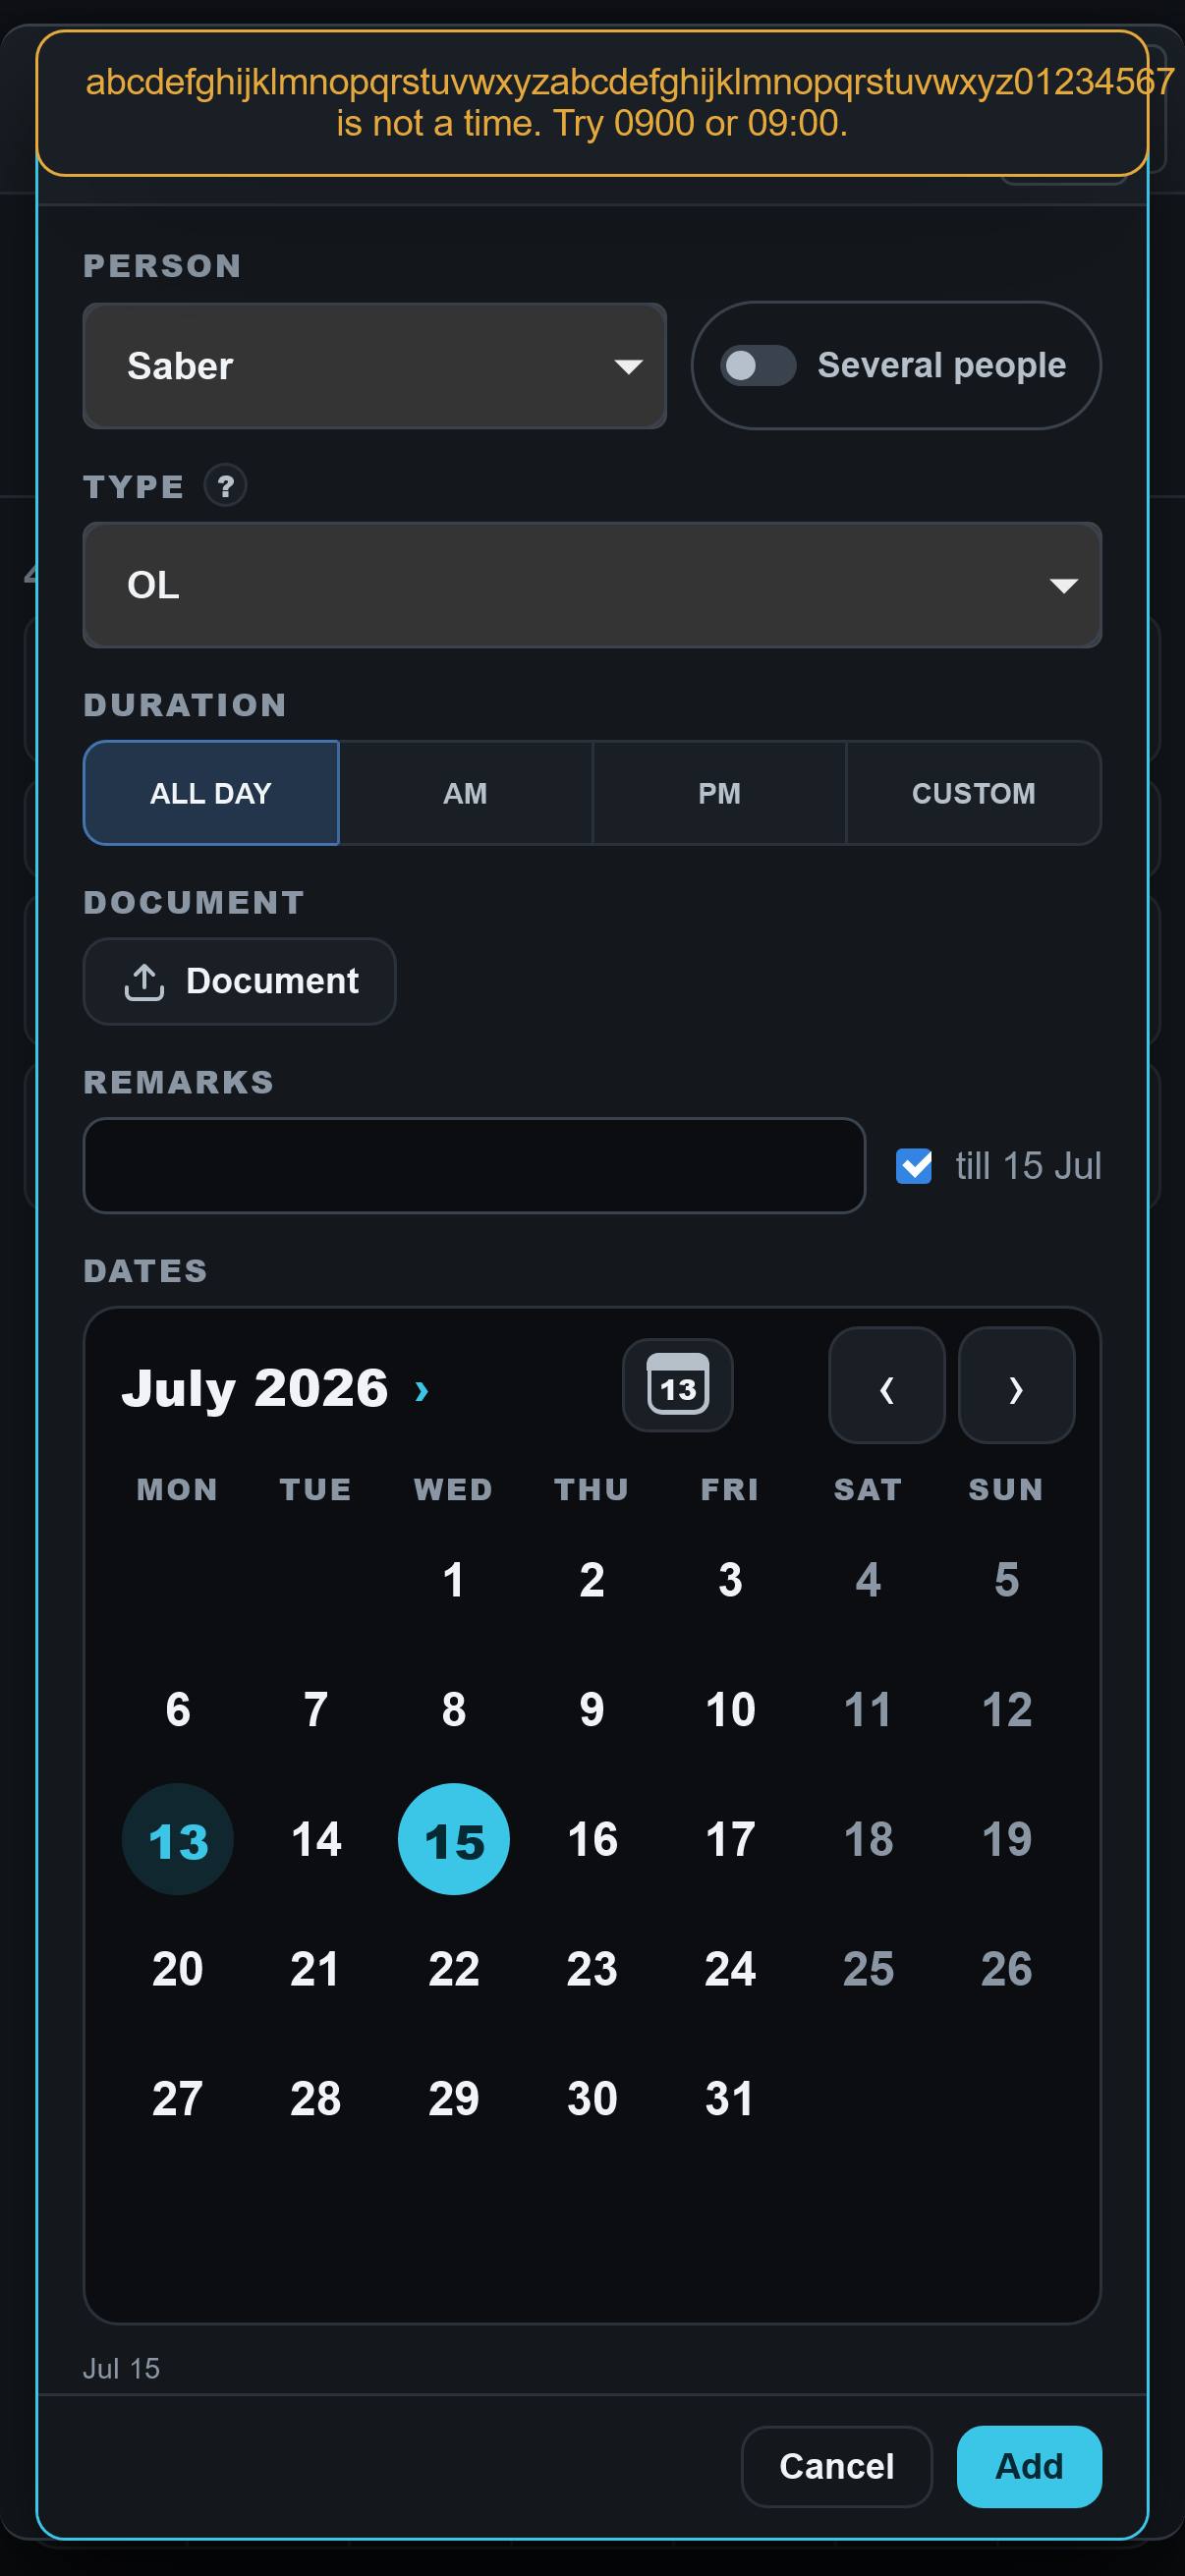 abcdefghijklmnopqrstuvwxyzabcdefghijklmnopqrstuvwxyz01234567
is not a time. Try 0900 or 09:00.
PERSON
Saber
Several people
TYPE ?
OL
DURATION
ALL DAY AM PM CUSTOM
DOCUMENT
Document
REMARKS
till 15 Jul
DATES
July 2026 › 13 ‹ ›
MON TUE WED THU FRI SAT SUN
1 2 3 4 5
6 7 8 9 10 11 12
13 14 15 16 17 18 19
20 21 22 23 24 25 26
27 28 29 30 31
Jul 15
Cancel Add